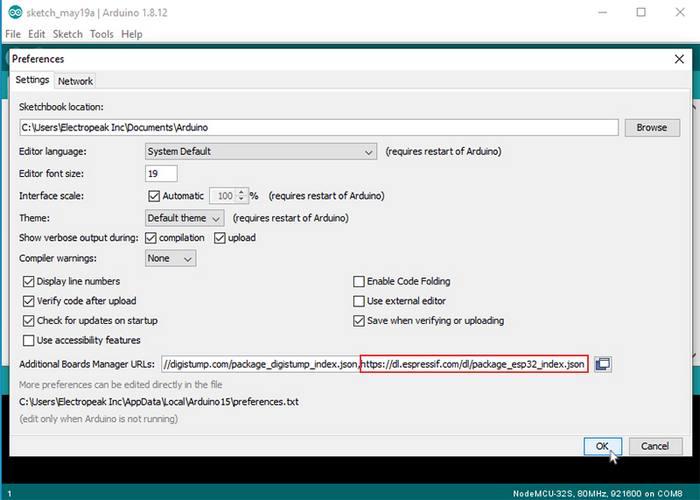 sketch_may19a | Arduino 1.8.12
File Edit Sketch Tools Help
Preferences
Settings Network
Sketchbook location:
C:\Users\Electropeak Inc\Documents\Arduino Browse
Editor language: System Default (requires restart of Arduino)
Editor font size: 19
Interface scale: Automatic 100 % (requires restart of Arduino)
Theme: Default theme (requires restart of Arduino)
Show verbose output during: compilation upload
Compiler warnings: None
Display line numbers Enable Code Folding
Verify code after upload Use external editor
Check for updates on startup Save when verifying or uploading
Use accessibility features
Additional Boards Manager URLs: //digistump.com/package_digistump_index.json,https://dl.espressif.com/dl/package_esp32_index.json
More preferences can be edited directly in the file
C:\Users\Electropeak Inc\AppData\Local\Arduino15\preferences.txt
(edit only when Arduino is not running)
OK Cancel
1 NodeMCU-32S, 80MHz, 921600 on COM8